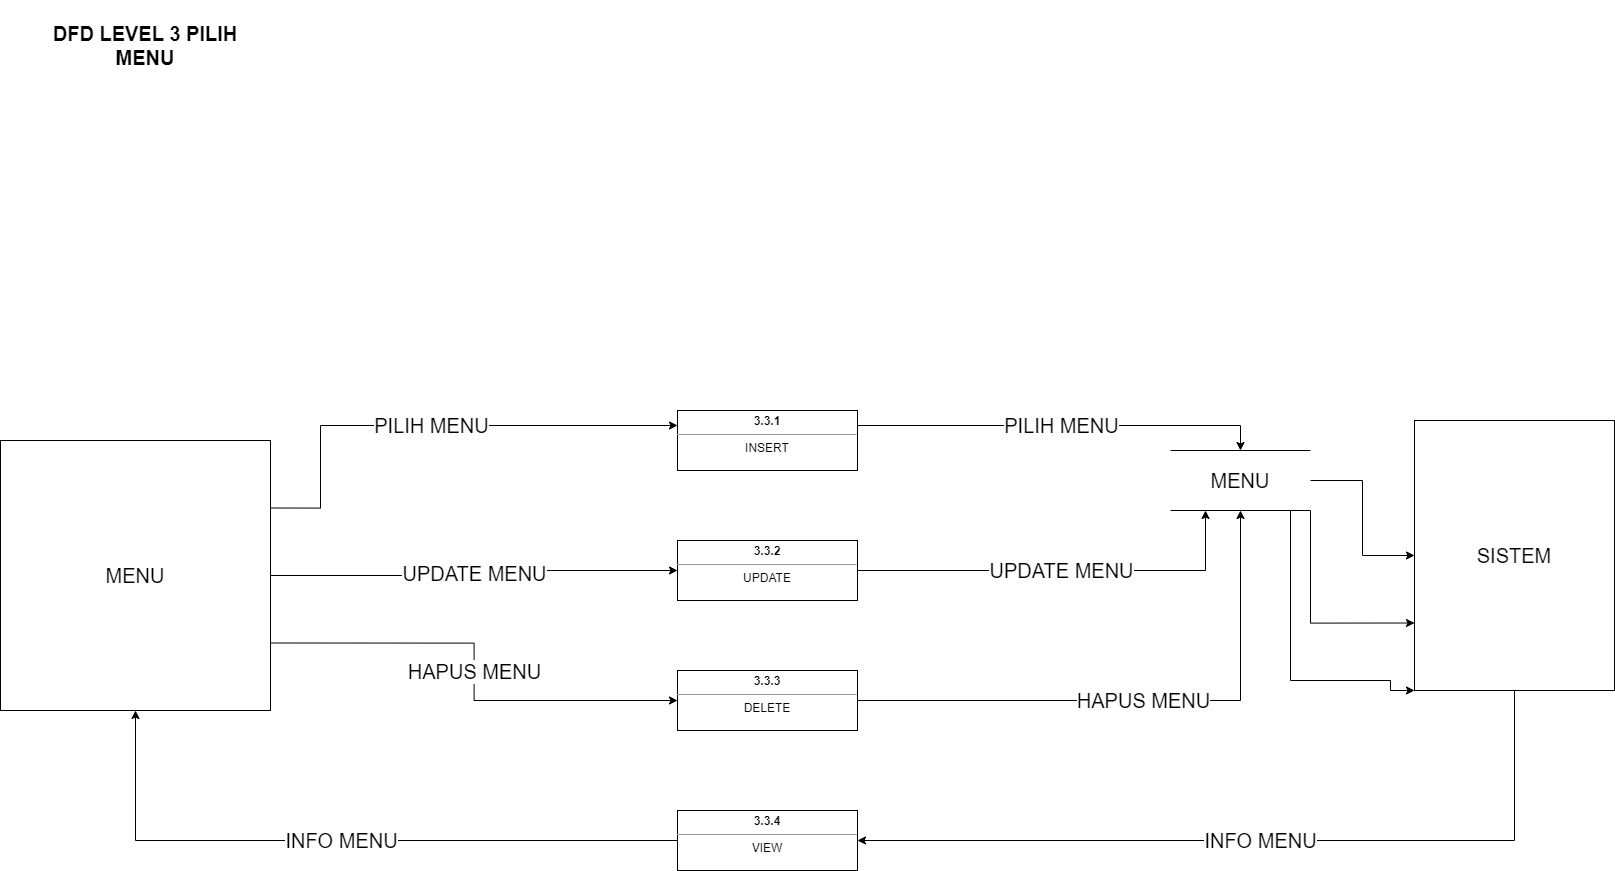 DFD LEVEL 3 PILIH
MENU
PILIH MENU
3.3.1
INSERT
PILIH MENU
MENU
MENU
UPDATE MENU
3.3.2
UPDATE
UPDATE MENU
SISTEM
HAPUS MENU
3.3.3
DELETE
HAPUS MENU
INFO MENU
3.3.4
VIEW
INFO MENU